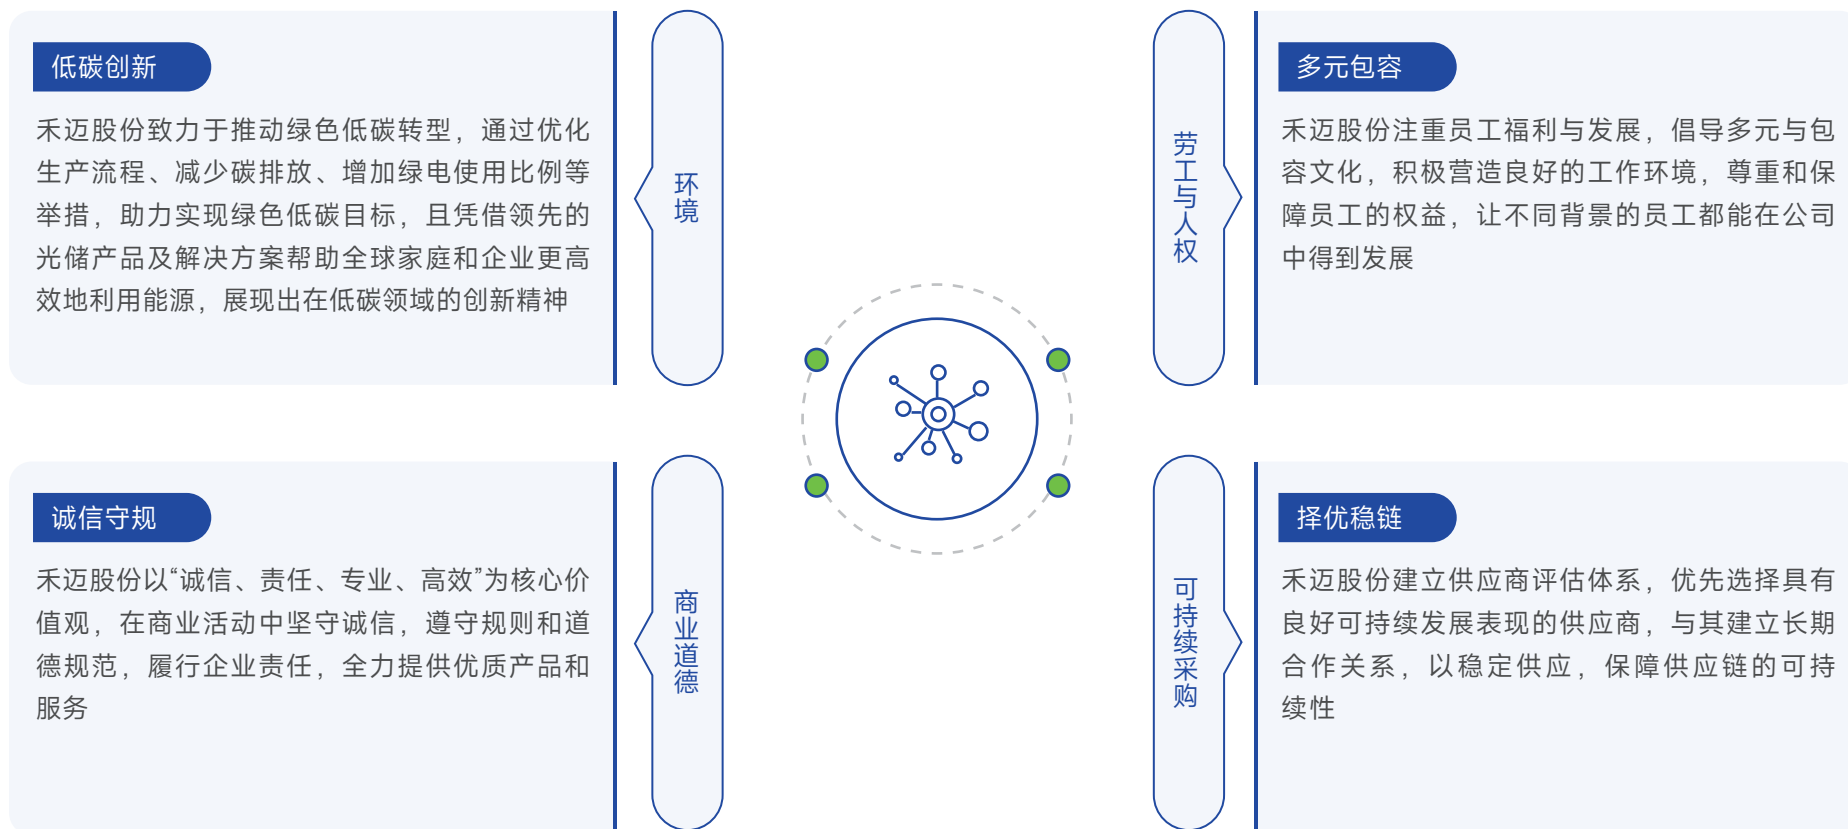 低碳创新
禾迈股份致力于推动绿色低碳转型，通过优化
生产流程、减少碳排放、增加绿电使用比例等
举措，助力实现绿色低碳目标，且凭借领先的
光储产品及解决方案帮助全球家庭和企业更高
效地利用能源，展现出在低碳领域的创新精神
环境
劳工与人权
多元包容
禾迈股份注重员工福利与发展，倡导多元与包
容文化，积极营造良好的工作环境，尊重和保
障员工的权益，让不同背景的员工都能在公司
中得到发展
诚信守规
禾迈股份以“诚信、责任、专业、高效”为核心价
值观，在商业活动中坚守诚信，遵守规则和道
德规范，履行企业责任，全力提供优质产品和
服务
商业道德
可持续采购
择优稳链
禾迈股份建立供应商评估体系，优先选择具有
良好可持续发展表现的供应商，与其建立长期
合作关系，以稳定供应，保障供应链的可持
续性